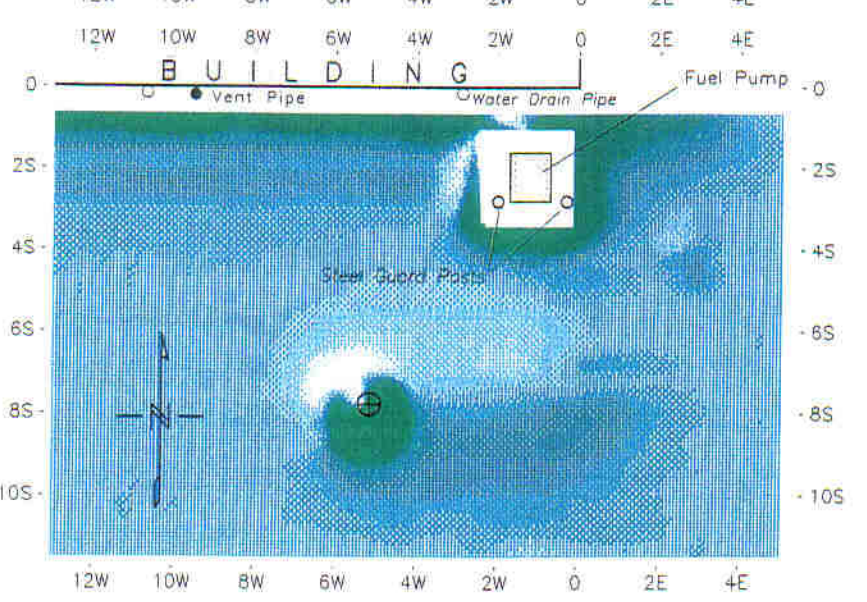 12W 10W 8W 6W 4W 2W 0 2E 4E
BUILDING
Fuel Pump
0 0
Vent Pipe Water Drain Pipe
2S 2S
4S 4S
Steel Guard Posts
6S 6S
8S 8S
N
10S 10S
12W 10W 8W 6W 4W 2W 0 2E 4E